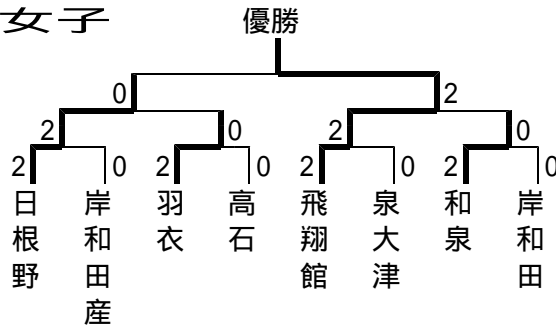 女子
優勝
0 2
2 0 2 0
2 0 2 0 2 0 2 0
日根野
岸和田産
羽衣
高石
飛翔館
泉大津
和泉
岸和田